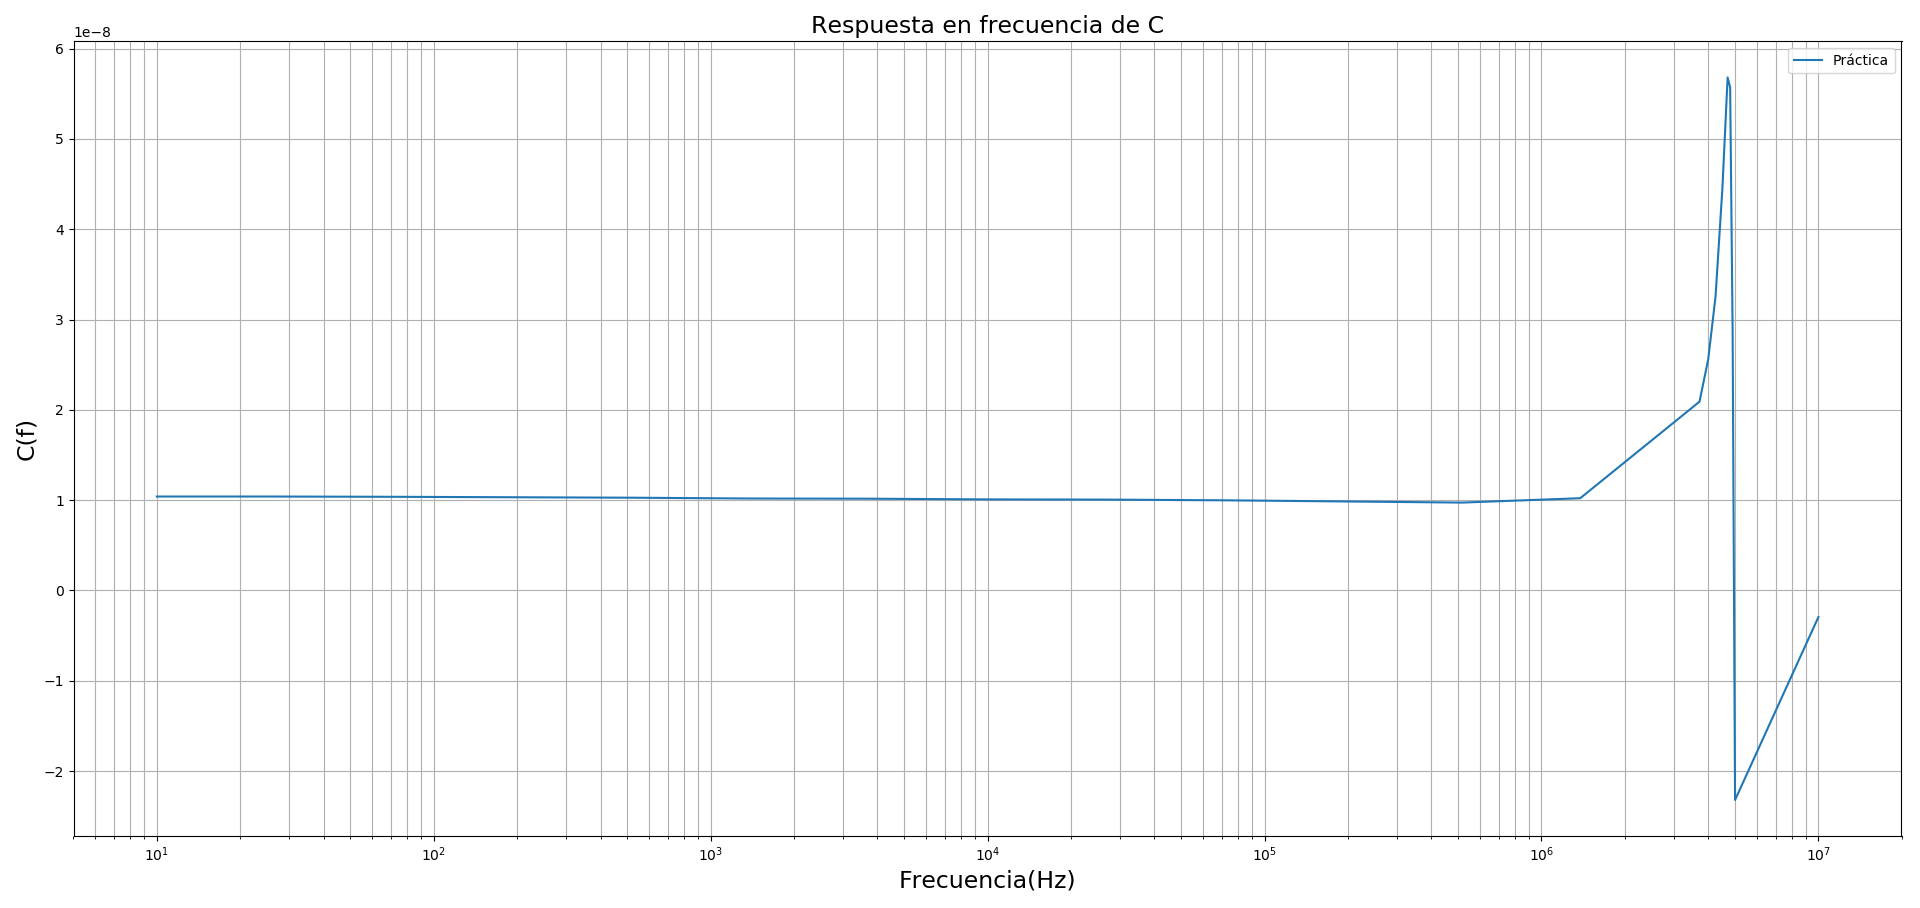 Respuesta en frecuencia de C
1e−8
Práctica
6
5
4
3
2
1
0
−1
−2
C(f)
10¹ 10² 10³ 10⁴ 10⁵ 10⁶ 10⁷
Frecuencia(Hz)